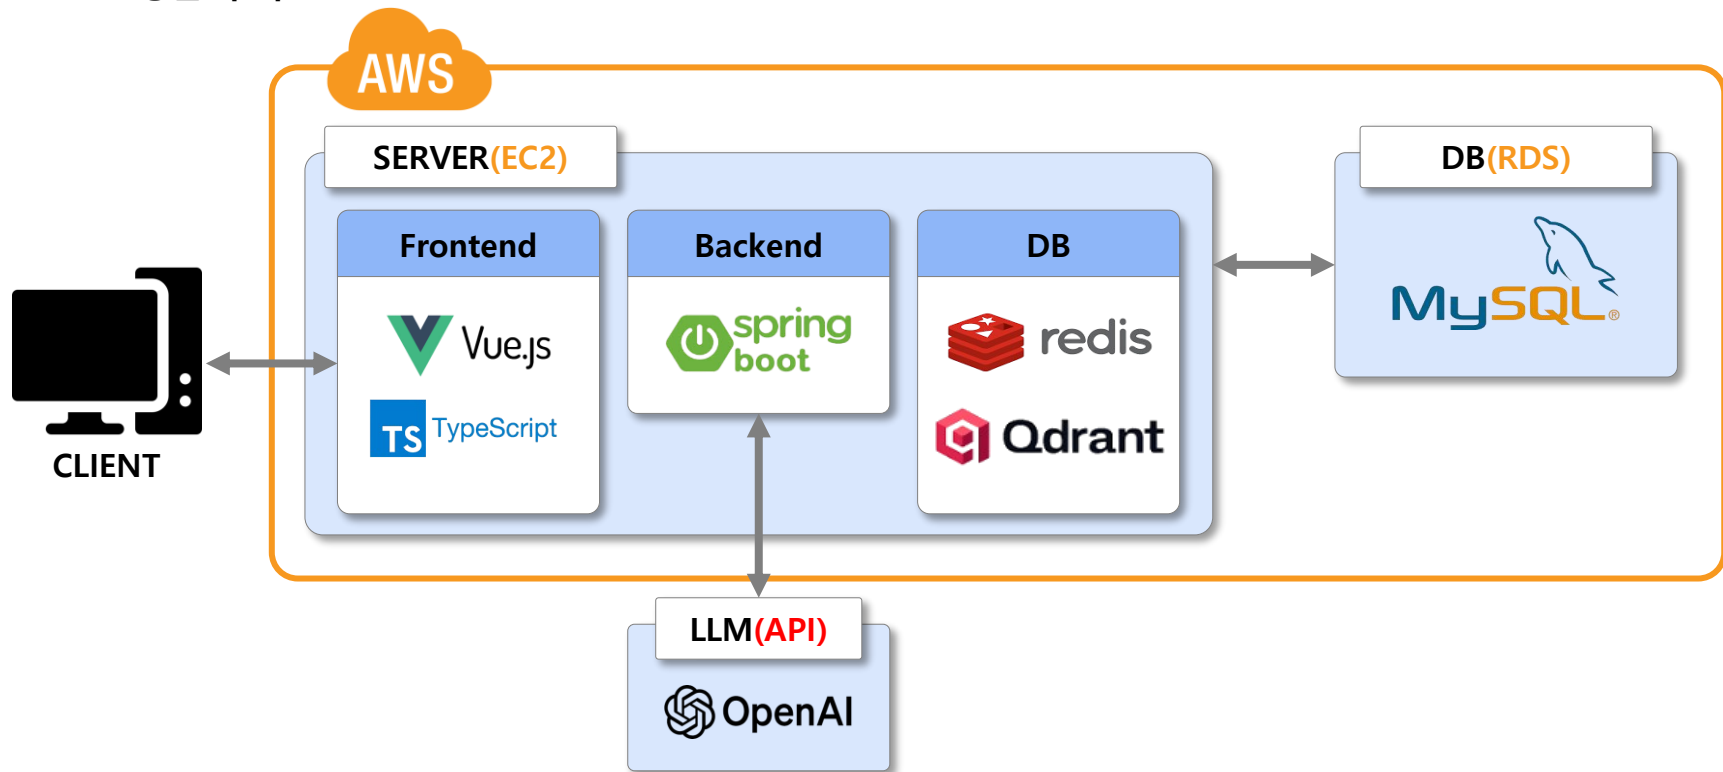 AWS
SERVER(EC2)
DB(RDS)
Frontend
Backend
DB
Vue.js
TS TypeScript
spring
boot
redis
Qdrant
MySQL®
CLIENT
LLM(API)
OpenAI